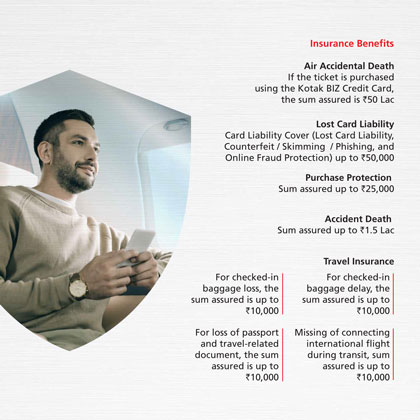 Insurance Benefits
Air Accidental Death
If the ticket is purchased
using the Kotak BIZ Credit Card,
the sum assured is ₹50 Lac
Lost Card Liability
Card Liability Cover (Lost Card Liability,
Counterfeit / Skimming / Phishing, and
Online Fraud Protection) up to ₹50,000
Purchase Protection
Sum assured up to ₹25,000
Accident Death
Sum assured up to ₹1.5 Lac
Travel Insurance
For checked-in
baggage loss, the
sum assured is up to
₹10,000
For checked-in
baggage delay, the
sum assured is up to
₹10,000
For loss of passport
and travel-related
document, the sum
assured is up to
₹10,000
Missing of connecting
international flight
during transit, sum
assured is up to
₹10,000